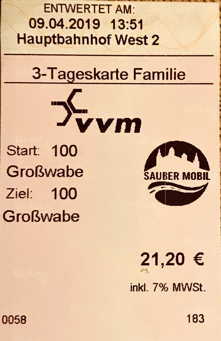 ENTWERTET AM:
09.04.2019 13:51
Hauptbahnhof West 2
3-Tageskarte Familie
vvm
Start: 100
Großwabe
Ziel: 100
Großwabe
SAUBER MOBIL
21,20 €
inkl. 7% MWSt.
0058 183